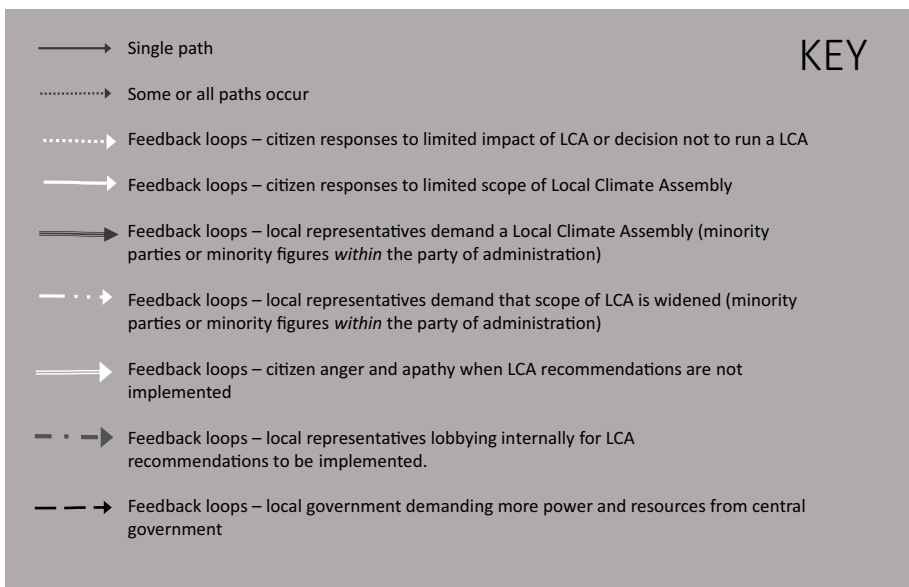 KEY
Single path
Some or all paths occur
Feedback loops – citizen responses to limited impact of LCA or decision not to run a LCA
Feedback loops – citizen responses to limited scope of Local Climate Assembly
Feedback loops – local representatives demand a Local Climate Assembly (minority
parties or minority figures within the party of administration)
Feedback loops – local representatives demand that scope of LCA is widened (minority
parties or minority figures within the party of administration)
Feedback loops – citizen anger and apathy when LCA recommendations are not
implemented
Feedback loops – local representatives lobbying internally for LCA
recommendations to be implemented.
Feedback loops – local government demanding more power and resources from central
government